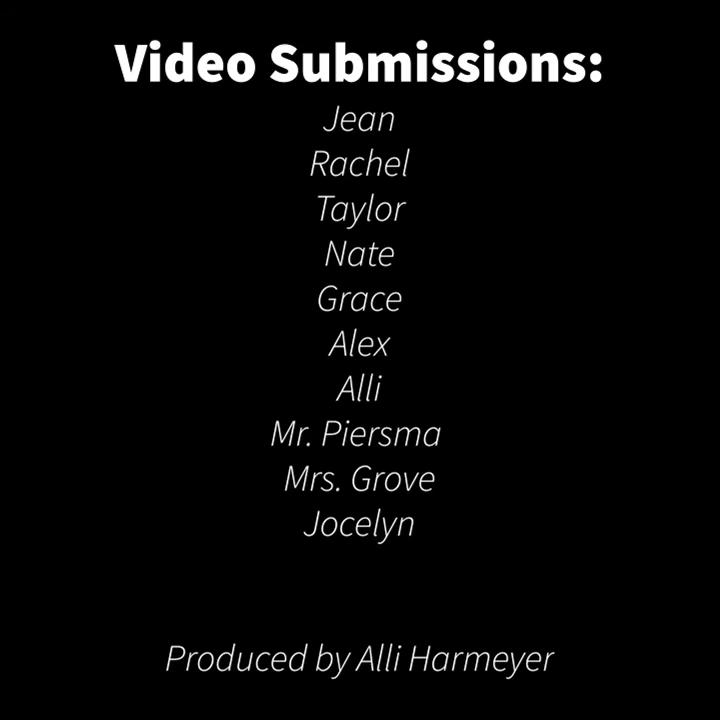 Video Submissions:
Jean
Rachel
Taylor
Nate
Grace
Alex
Alli
Mr. Piersma
Mrs. Grove
Jocelyn
Produced by Alli Harmeyer